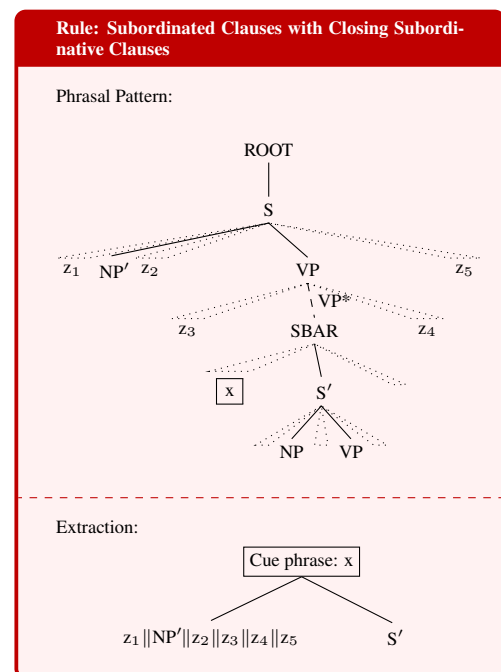 Rule: Subordinated Clauses with Closing Subordi-
native Clauses
Phrasal Pattern:
ROOT
S
z₁ NP′ z₂ VP z₅
VP*
z₃ SBAR z₄
x S′
NP VP
Extraction:
Cue phrase: x
z₁∥NP′∥z₂∥z₃∥z₄∥z₅ S′